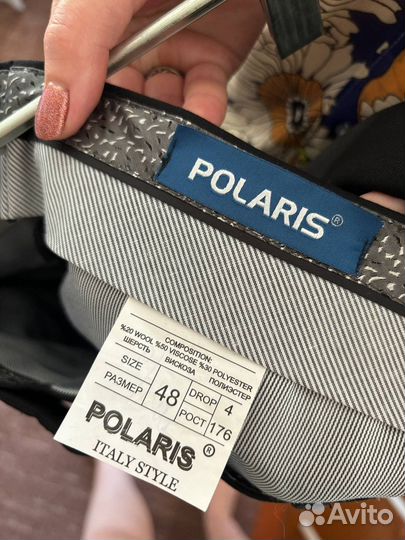 POLARIS®
COMPOSITION:
%20 WOOL %50 VISCOSE %30 POLYESTER
ШЕРСТЬ ВИСКОЗА ПОЛИЭСТЕР
SIZE 48 DROP 4
РАЗМЕР РОСТ 176
POLARIS®
ITALY STYLE
Avito